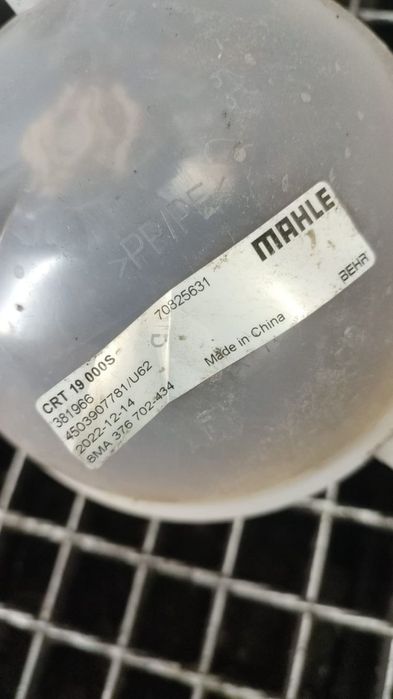 >PP/PE<
MAHLE
BEHR
70825631
Made in China
CRT 19 000S
381966
4503907781/U62
2022-12-14
8MA 376 702-434